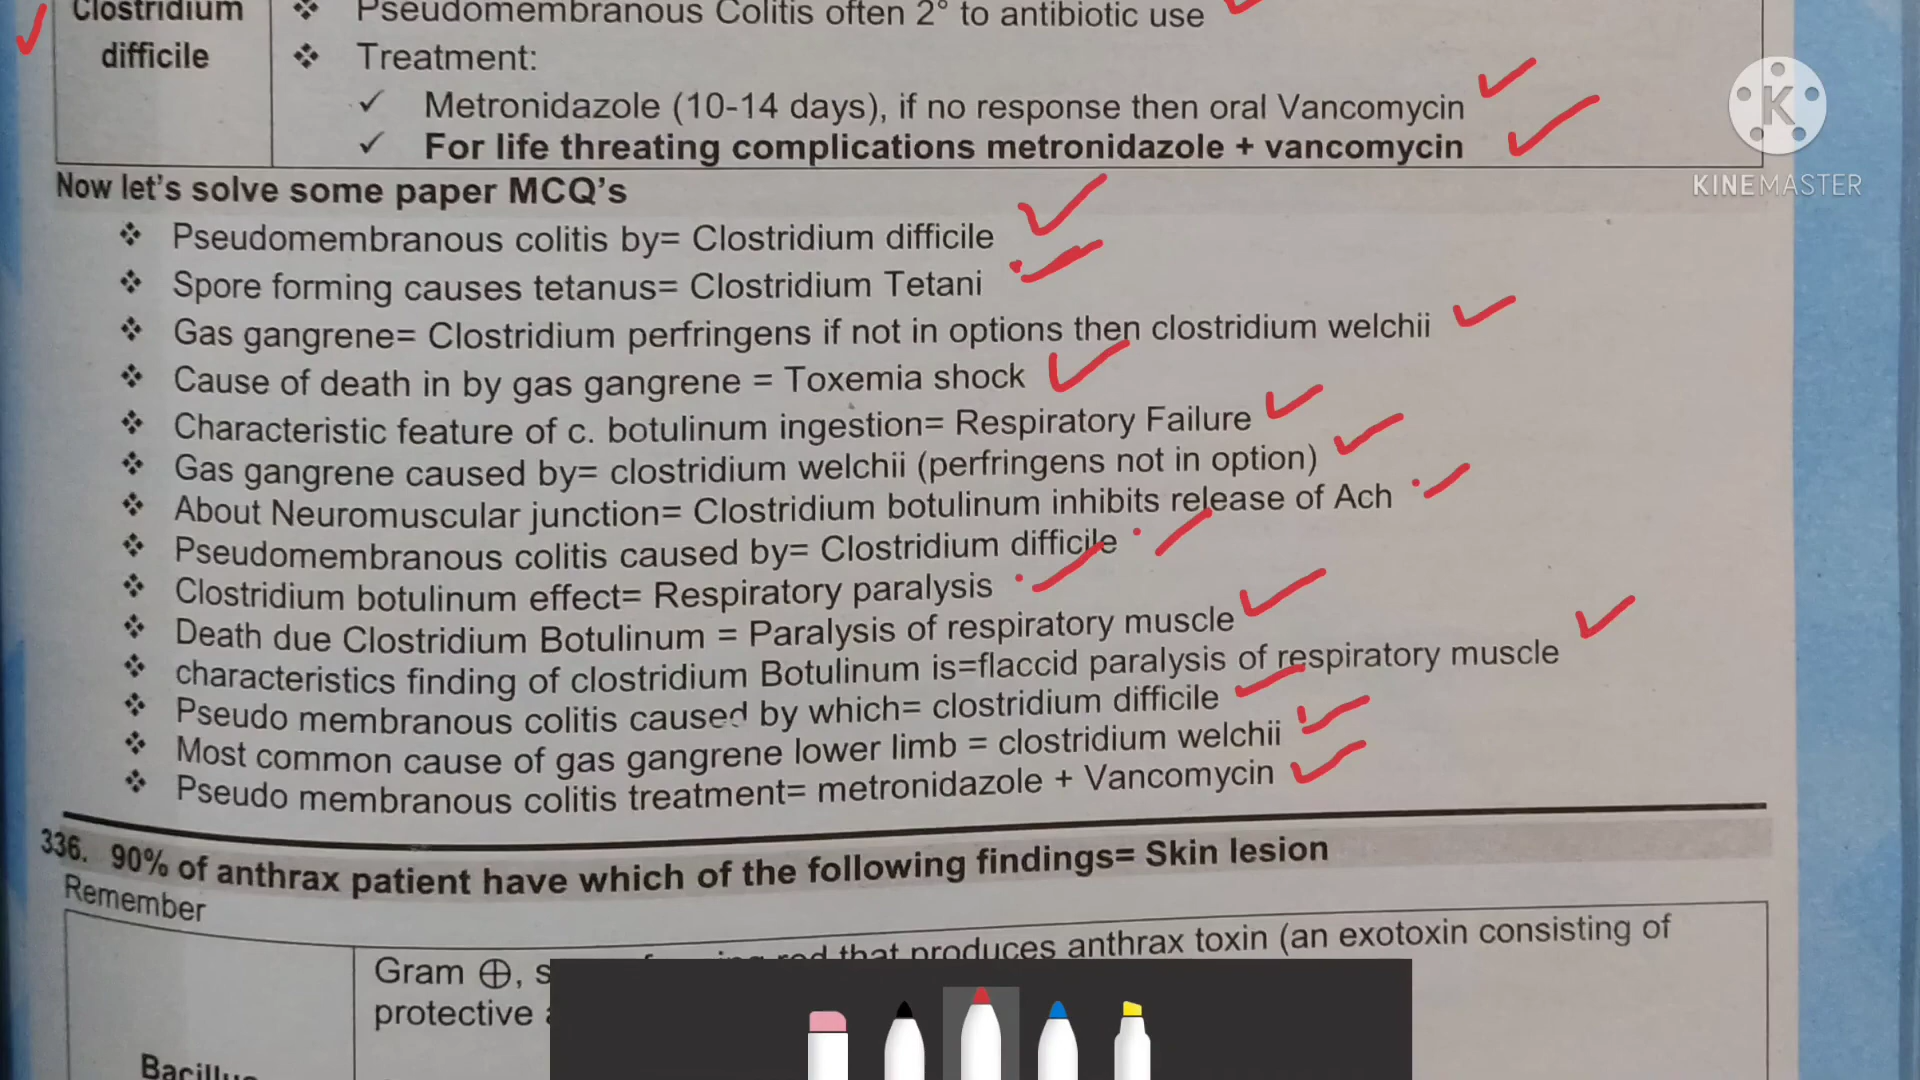 Clostridium
difficile
❖ Pseudomembranous Colitis often 2° to antibiotic use
❖ Treatment:
✓ Metronidazole (10-14 days), if no response then oral Vancomycin
✓ For life threating complications metronidazole + vancomycin
K
KINEMASTER
Now let's solve some paper MCQ's
❖ Pseudomembranous colitis by= Clostridium difficile
❖ Spore forming causes tetanus= Clostridium Tetani
❖ Gas gangrene= Clostridium perfringens if not in options then clostridium welchii
❖ Cause of death in by gas gangrene = Toxemia shock
❖ Characteristic feature of c. botulinum ingestion= Respiratory Failure
❖ Gas gangrene caused by= clostridium welchii (perfringens not in option)
❖ About Neuromuscular junction= Clostridium botulinum inhibits release of Ach
❖ Pseudomembranous colitis caused by= Clostridium difficile
❖ Clostridium botulinum effect= Respiratory paralysis
❖ Death due Clostridium Botulinum = Paralysis of respiratory muscle
❖ characteristics finding of clostridium Botulinum is=flaccid paralysis of respiratory muscle
❖ Pseudo membranous colitis caused by which= clostridium difficile
❖ Most common cause of gas gangrene lower limb = clostridium welchii
❖ Pseudo membranous colitis treatment= metronidazole + Vancomycin
336. 90% of anthrax patient have which of the following findings= Skin lesion
Remember
Gram ⊕, that produces anthrax toxin (an exotoxin consisting of
protective
Bacillus